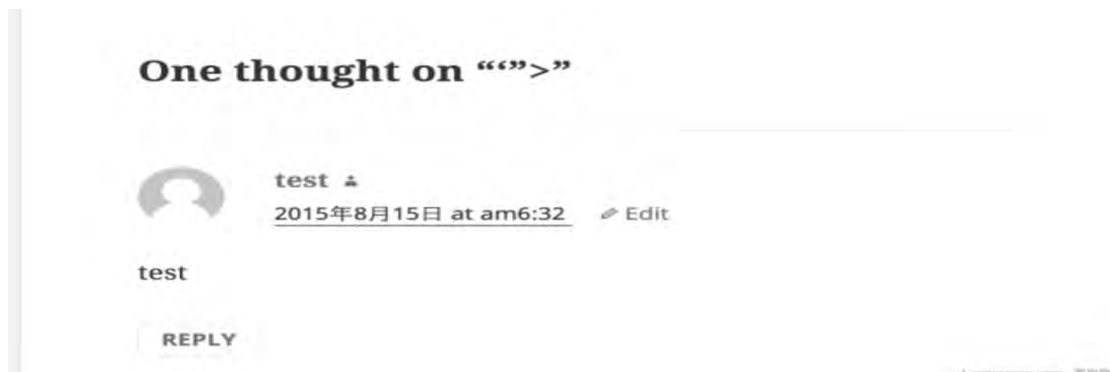 One thought on “‘”>”
test
2015年8月15日 at am6:32 Edit
test
REPLY